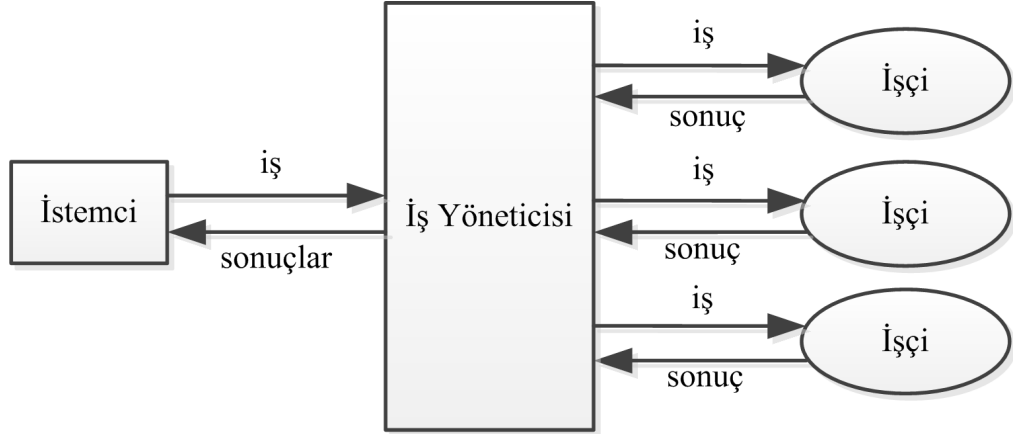 İstemci
iş
sonuçlar
İş Yöneticisi
iş
sonuç
İşçi
iş
sonuç
İşçi
iş
sonuç
İşçi